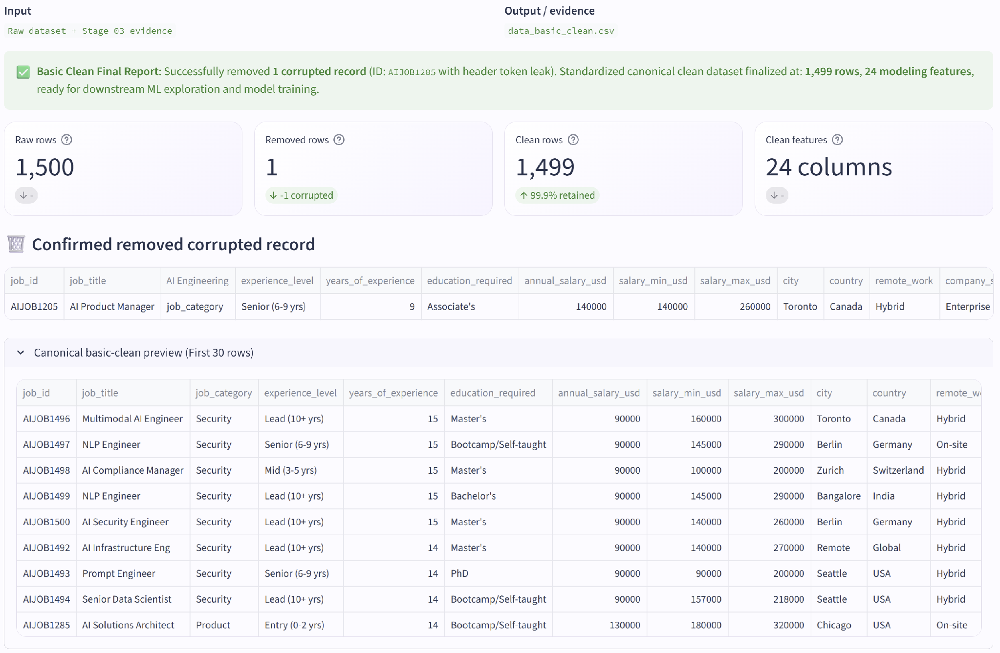 Input
Output / evidence
Raw dataset + Stage 03 evidence
data_basic_clean.csv
Basic Clean Final Report: Successfully removed 1 corrupted record (ID: AIJOB1205 with header token leak). Standardized canonical clean dataset finalized at: 1,499 rows, 24 modeling features,
ready for downstream ML exploration and model training.
Raw rows
Removed rows
Clean rows
Clean features
1,500
1
1,499
24 columns
↓ -
↓ -1 corrupted
↑ 99.9% retained
↓ -
Confirmed removed corrupted record
job_id job_title AI Engineering experience_level years_of_experience education_required annual_salary_usd salary_min_usd salary_max_usd city country remote_work company_s
AIJOB1205 AI Product Manager job_category Senior (6-9 yrs) 9 Associate's 140000 140000 260000 Toronto Canada Hybrid Enterprise
Canonical basic-clean preview (First 30 rows)
job_id job_title job_category experience_level years_of_experience education_required annual_salary_usd salary_min_usd salary_max_usd city country remote_w
AIJOB1496 Multimodal AI Engineer Security Lead (10+ yrs) 15 Master's 90000 160000 300000 Toronto Canada Hybrid
AIJOB1497 NLP Engineer Security Senior (6-9 yrs) 15 Bootcamp/Self-taught 90000 145000 290000 Berlin Germany On-site
AIJOB1498 AI Compliance Manager Security Mid (3-5 yrs) 15 Master's 90000 100000 200000 Zurich Switzerland Hybrid
AIJOB1499 NLP Engineer Security Lead (10+ yrs) 15 Bachelor's 90000 145000 290000 Bangalore India Hybrid
AIJOB1500 AI Security Engineer Security Lead (10+ yrs) 15 Master's 90000 140000 260000 Berlin Germany Hybrid
AIJOB1492 AI Infrastructure Eng Security Lead (10+ yrs) 14 Master's 90000 140000 270000 Remote Global Hybrid
AIJOB1493 Prompt Engineer Security Senior (6-9 yrs) 14 PhD 90000 90000 200000 Seattle USA Hybrid
AIJOB1494 Senior Data Scientist Security Lead (10+ yrs) 14 Bootcamp/Self-taught 90000 157000 218000 Seattle USA Hybrid
AIJOB1285 AI Solutions Architect Product Entry (0-2 yrs) 14 Bootcamp/Self-taught 130000 180000 320000 Chicago USA On-site